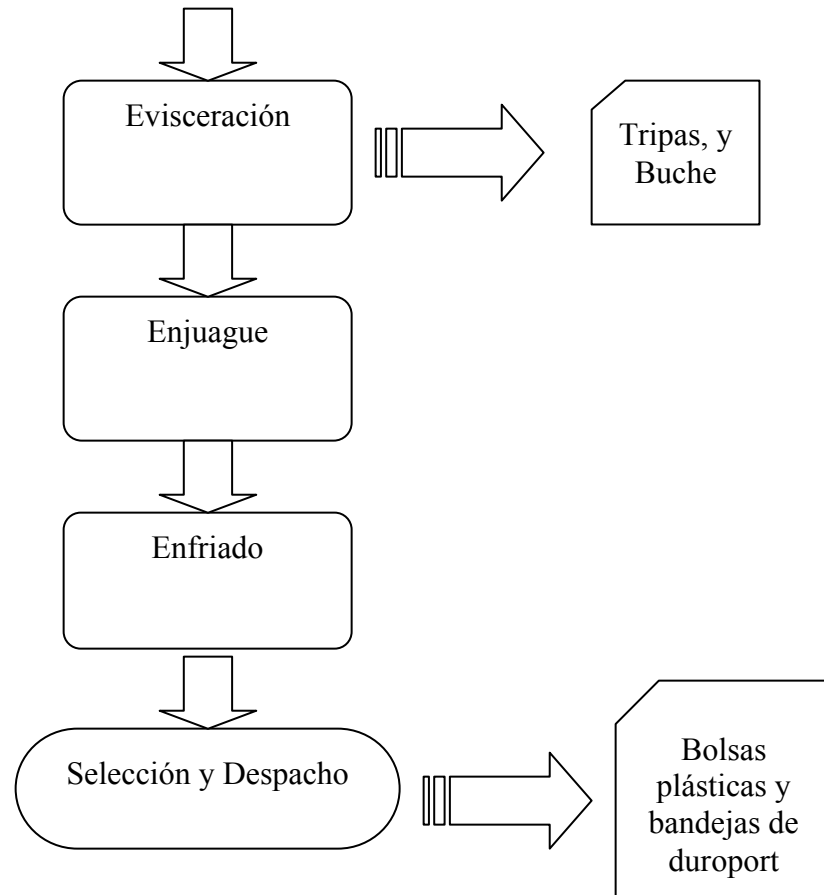 Evisceración
Tripas, y
Buche
Enjuague
Enfriado
Selección y Despacho
Bolsas
plásticas y
bandejas de
duroport